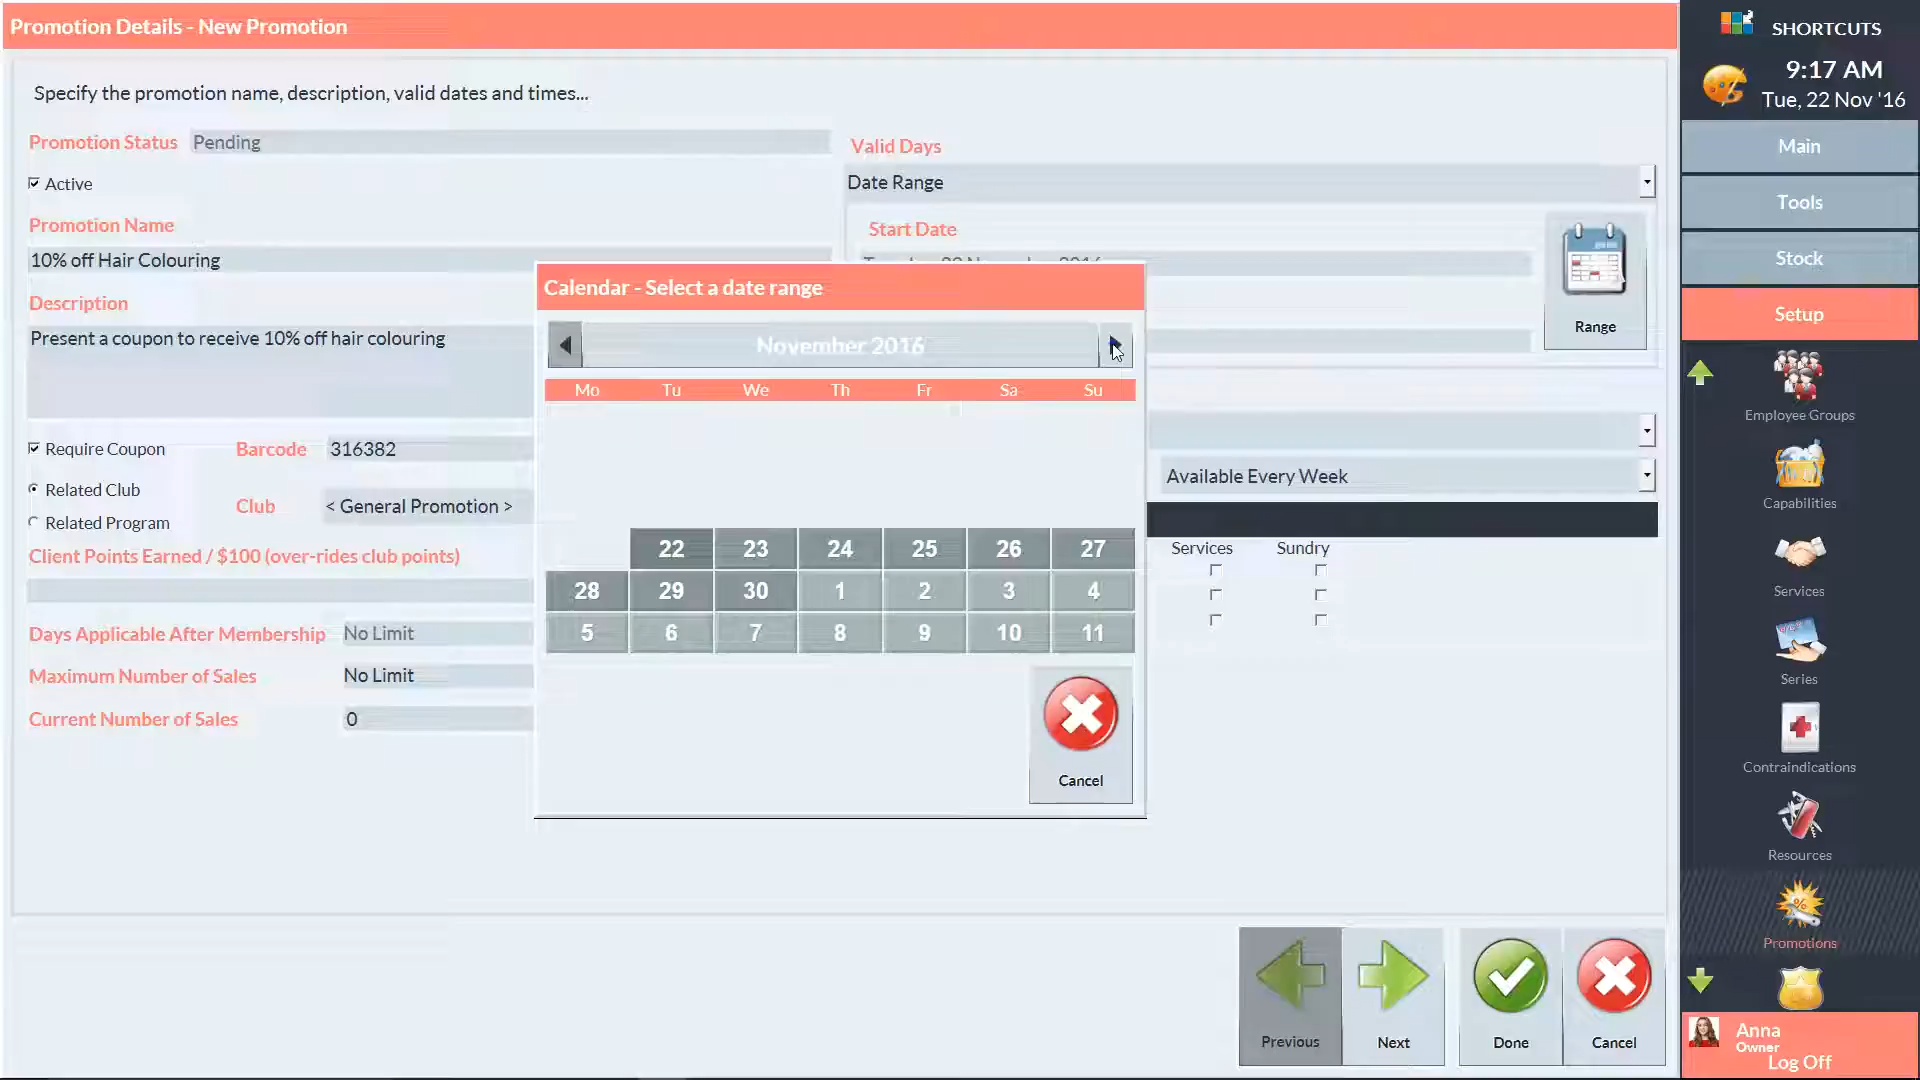 Promotion Details - New Promotion
Specify the promotion name, description, valid dates and times...
Promotion Status Pending
Active
Promotion Name
10% off Hair Colouring
Description
Present a coupon to receive 10% off hair colouring
Require Coupon Barcode 316382
Related Club
Related Program
Club < General Promotion >
Client Points Earned / $100 (over-rides club points)
Days Applicable After Membership No Limit
Maximum Number of Sales No Limit
Current Number of Sales 0
Valid Days
Date Range
Start Date
Range
Available Every Week
Services Sundry
Calendar - Select a date range
November 2016
Mo Tu We Th Fr Sa Su
22 23 24 25 26 27
28 29 30 1 2 3 4
5 6 7 8 9 10 11
Cancel
Previous Next Done Cancel
SHORTCUTS
9:17 AM
Tue, 22 Nov '16
Main
Tools
Stock
Setup
Employee Groups
Capabilities
Services
Series
Contraindications
Resources
Promotions
Anna
Owner
Log Off